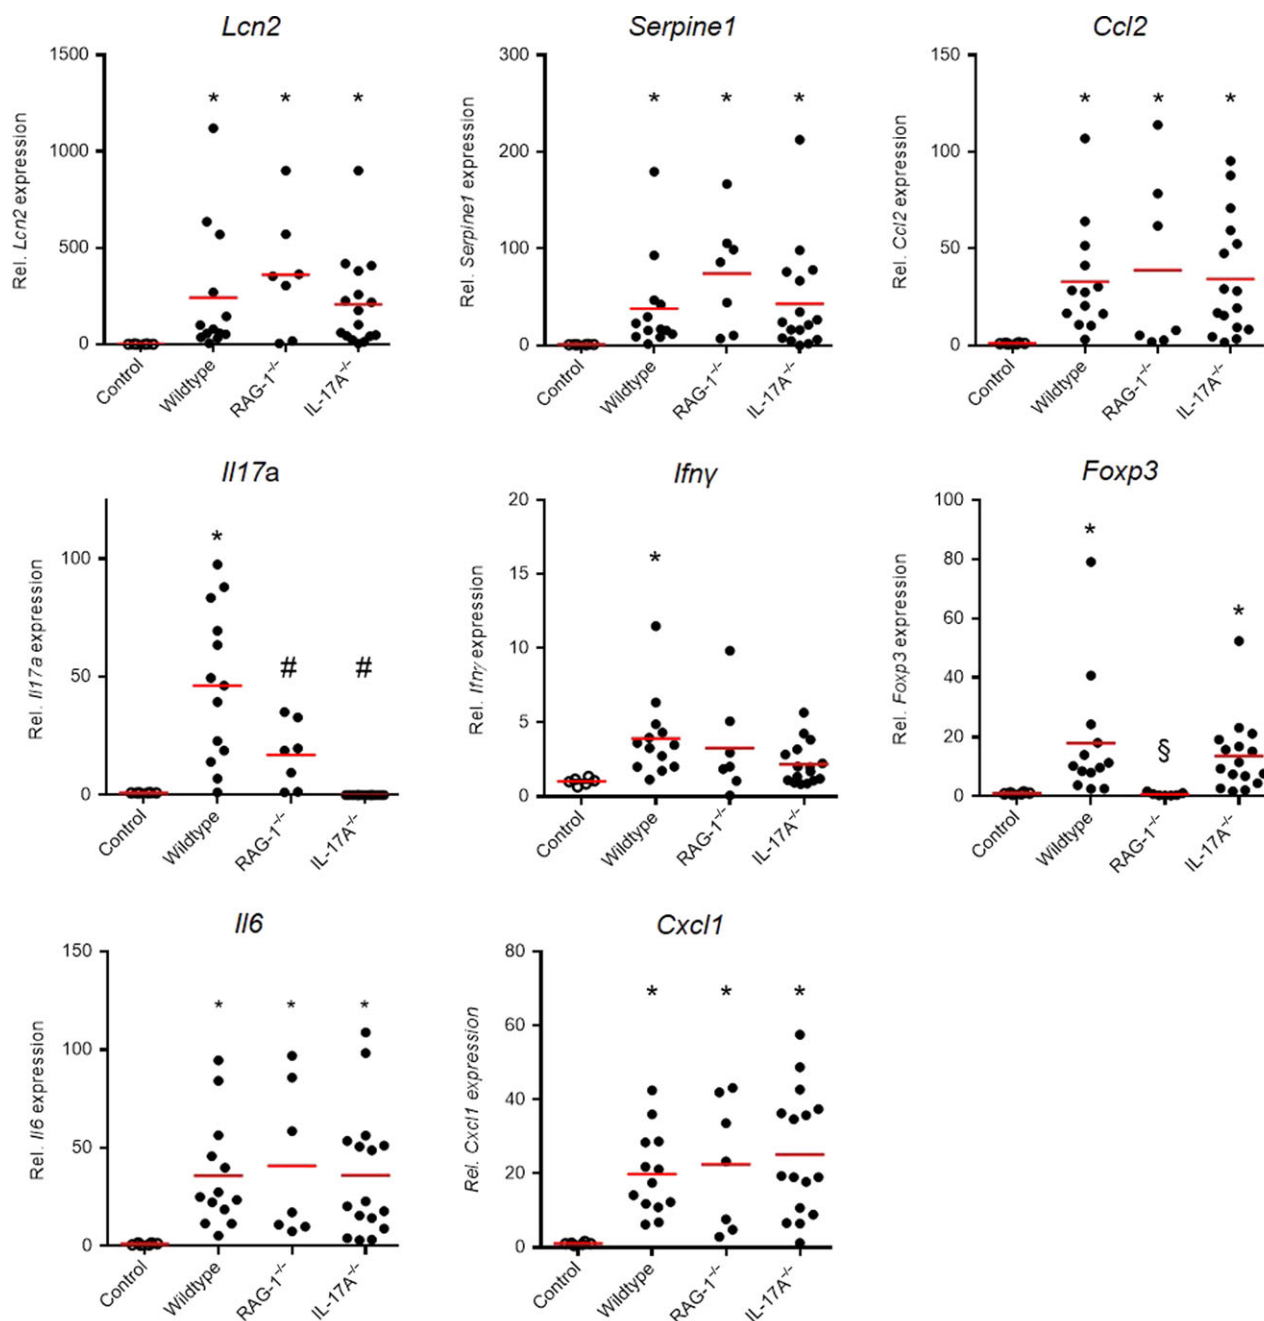 Lcn2
Rel. Lcn2 expression
1500
1000
500
0
* * *
Control
Wildtype
RAG-1⁻/⁻
IL-17A⁻/⁻
Serpine1
Rel. Serpine1 expression
300
200
100
0
* * *
Control
Wildtype
RAG-1⁻/⁻
IL-17A⁻/⁻
Ccl2
Rel. Ccl2 expression
150
100
50
0
* * *
Control
Wildtype
RAG-1⁻/⁻
IL-17A⁻/⁻
Il17a
Rel. Il17a expression
100
50
0
* # #
Control
Wildtype
RAG-1⁻/⁻
IL-17A⁻/⁻
Ifnγ
Rel. Ifnγ expression
20
15
10
5
0
*
Control
Wildtype
RAG-1⁻/⁻
IL-17A⁻/⁻
Foxp3
Rel. Foxp3 expression
100
80
60
40
20
0
* § *
Control
Wildtype
RAG-1⁻/⁻
IL-17A⁻/⁻
Il6
Rel. Il6 expression
150
100
50
0
* * *
Control
Wildtype
RAG-1⁻/⁻
IL-17A⁻/⁻
Cxcl1
Rel. Cxcl1 expression
80
60
40
20
0
* * *
Control
Wildtype
RAG-1⁻/⁻
IL-17A⁻/⁻